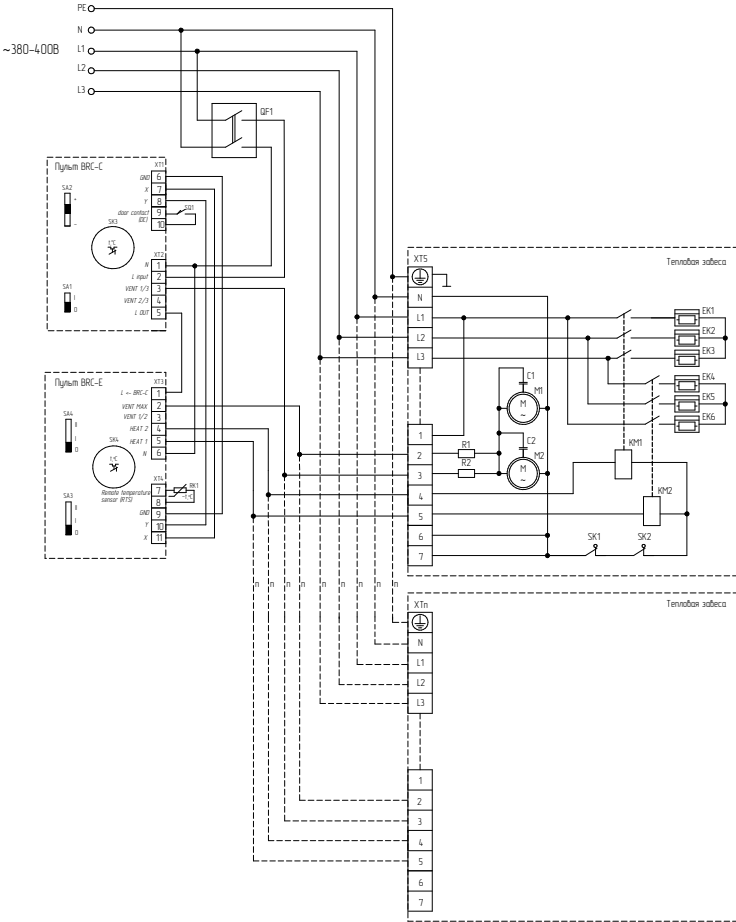 PE
N
~380-400В
L1
L2
L3
QF1
Пульт BRC-C
XT1
SA2
+
-
SK3
t,°C
GND 6
X 7
Y 8
door contact (DC) 9
10
SQ1
XT2
N 1
L input 2
VENT 1/3 3
VENT 2/3 4
L OUT 5
SA1
I
0
Пульт BRC-E
XT3
L <- BRC-C 1
VENT MAX 2
VENT 1/2 3
HEAT 2 4
HEAT 1 5
N 6
SA4
II
I
0
SK4
t,°C
XT4
Remote temperature
sensor (RTS)
7
8
RK1
-t,°C
GND 9
Y 10
X 11
SA3
II
I
0
XT5
Тепловая завеса
N
L1
L2
L3
EK1
EK2
EK3
EK4
EK5
EK6
C1
M1
M
~
C2
M2
M
~
R1
R2
KM1
KM2
SK1
SK2
1
2
3
4
5
6
7
n n n n n n n n
XTn
Тепловая завеса
N
L1
L2
L3
1
2
3
4
5
6
7